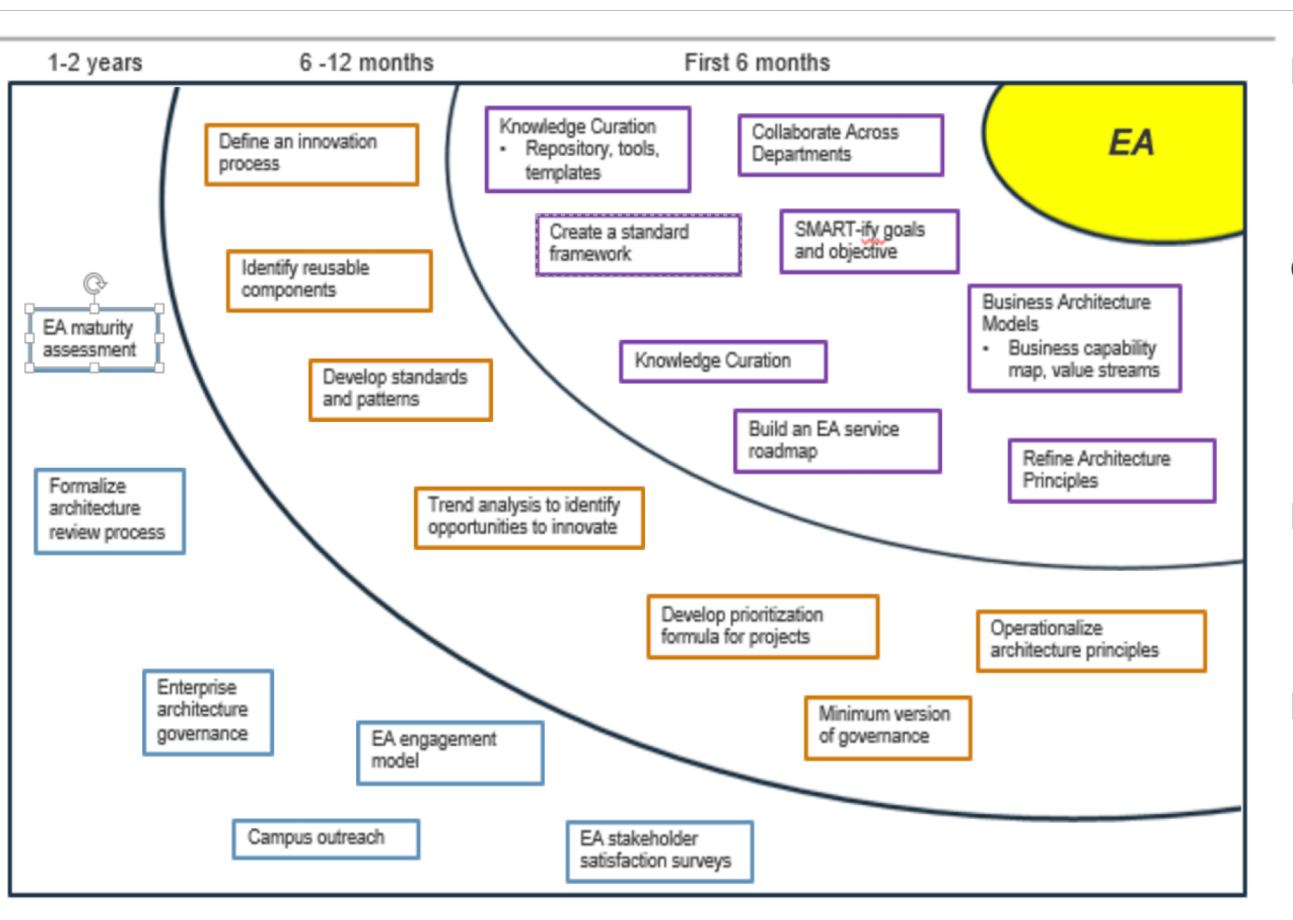 1-2 years
6 -12 months
First 6 months
EA
Knowledge Curation
• Repository, tools,
templates
Collaborate Across
Departments
Define an innovation
process
Create a standard
framework
SMART-ify goals
and objective
Identify reusable
components
Business Architecture
Models
• Business capability
map, value streams
EA maturity
assessment
Knowledge Curation
Develop standards
and patterns
Build an EA service
roadmap
Refine Architecture
Principles
Formalize
architecture
review process
Trend analysis to identify
opportunities to innovate
Develop prioritization
formula for projects
Operationalize
architecture principles
Enterprise
architecture
governance
Minimum version
of governance
EA engagement
model
Campus outreach
EA stakeholder
satisfaction surveys